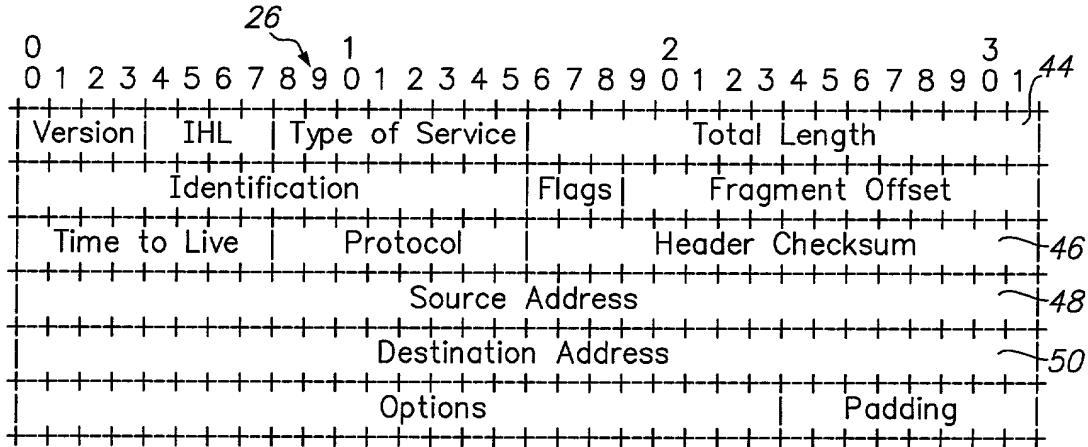 26
0 1 2 3
0 1 2 3 4 5 6 7 8 9 0 1 2 3 4 5 6 7 8 9 0 1 2 3 4 5 6 7 8 9 0 1
44
Version IHL Type of Service Total Length
Identification Flags Fragment Offset
Time to Live Protocol Header Checksum 46
Source Address 48
Destination Address 50
Options Padding